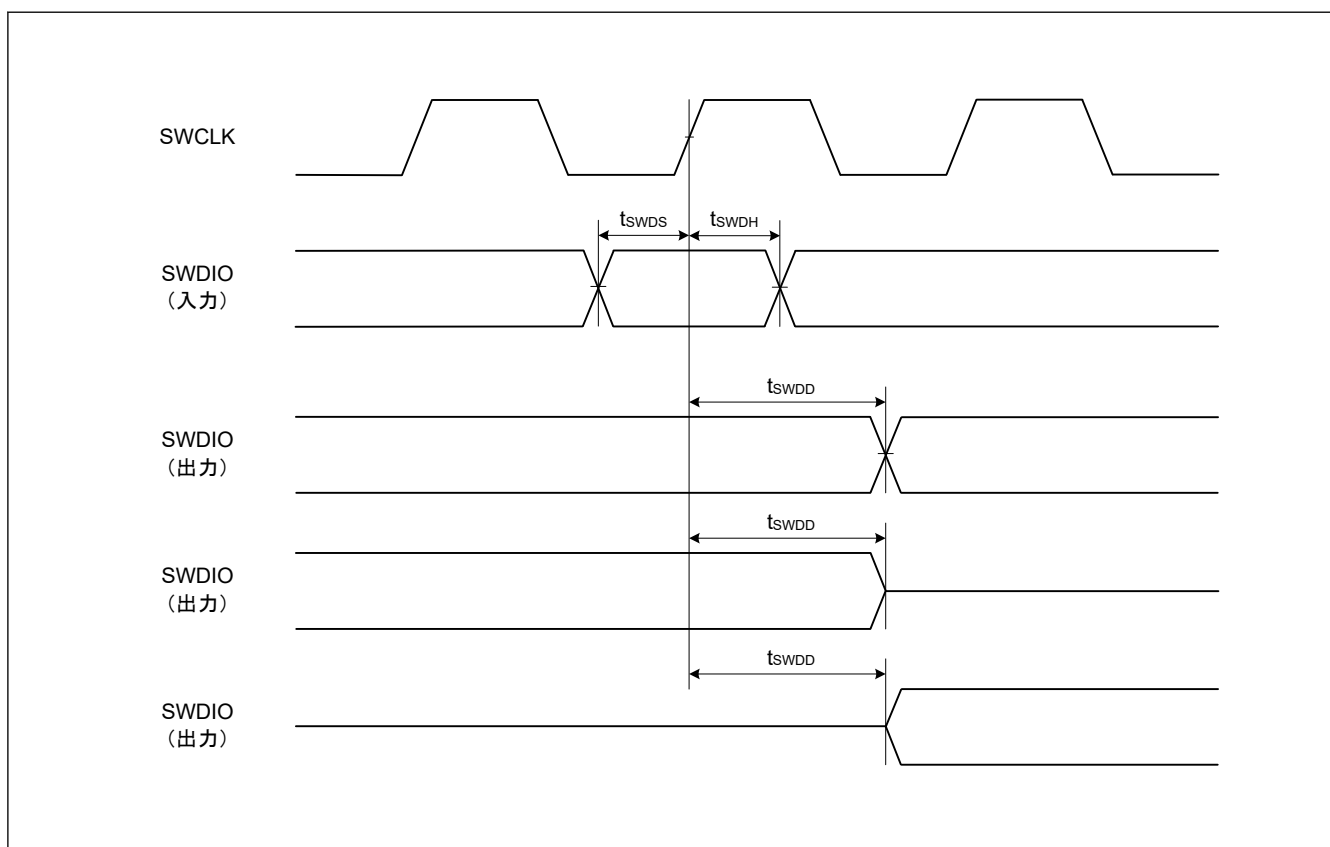 SWCLK
tSWDS
tSWDH
SWDIO
（入力）
tSWDD
SWDIO
（出力）
tSWDD
SWDIO
（出力）
tSWDD
SWDIO
（出力）